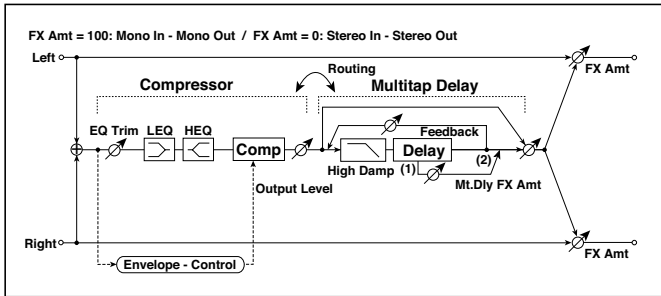 FX Amt = 100: Mono In - Mono Out / FX Amt = 0: Stereo In - Stereo Out
Left
FX Amt
Routing
Compressor
Multitap Delay
EQ Trim
LEQ
HEQ
Feedback
Comp
Delay
High Damp
(1)
(2)
Output Level
Mt.Dly FX Amt
Right
FX Amt
Envelope - Control